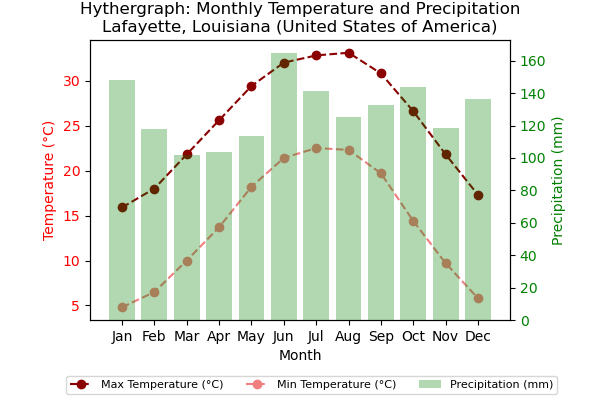 Hythergraph: Monthly Temperature and Precipitation
Lafayette, Louisiana (United States of America)
Temperature (°C)
30
25
20
15
10
5
160
140
120
100
80
60
40
20
0
Precipitation (mm)
Jan Feb Mar Apr May Jun Jul Aug Sep Oct Nov Dec
Month
Max Temperature (°C) Min Temperature (°C) Precipitation (mm)